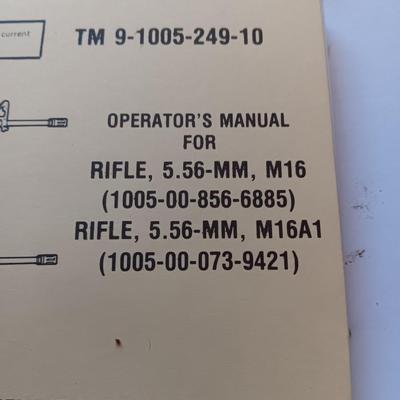 current
TM 9-1005-249-10
OPERATOR'S MANUAL
FOR
RIFLE, 5.56-MM, M16
(1005-00-856-6885)
RIFLE, 5.56-MM, M16A1
(1005-00-073-9421)